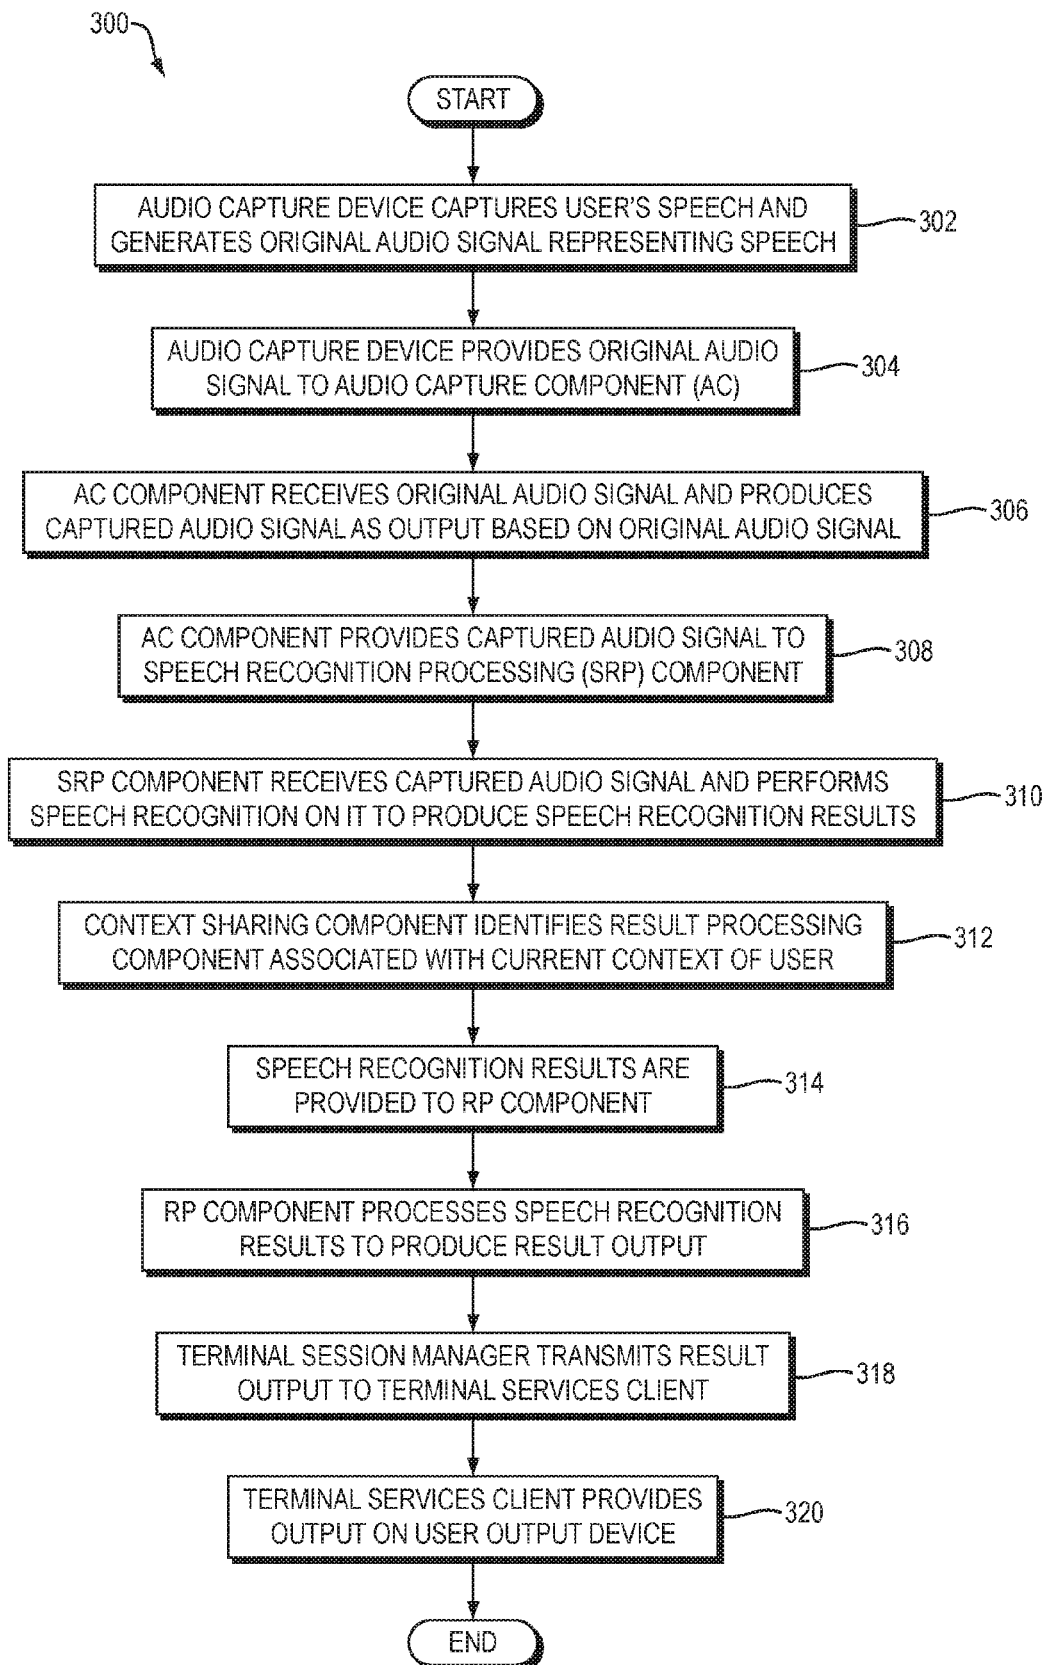 300
START
AUDIO CAPTURE DEVICE CAPTURES USER'S SPEECH AND
GENERATES ORIGINAL AUDIO SIGNAL REPRESENTING SPEECH
302
AUDIO CAPTURE DEVICE PROVIDES ORIGINAL AUDIO
SIGNAL TO AUDIO CAPTURE COMPONENT (AC)
304
AC COMPONENT RECEIVES ORIGINAL AUDIO SIGNAL AND PRODUCES
CAPTURED AUDIO SIGNAL AS OUTPUT BASED ON ORIGINAL AUDIO SIGNAL
306
AC COMPONENT PROVIDES CAPTURED AUDIO SIGNAL TO
SPEECH RECOGNITION PROCESSING (SRP) COMPONENT
308
SRP COMPONENT RECEIVES CAPTURED AUDIO SIGNAL AND PERFORMS
SPEECH RECOGNITION ON IT TO PRODUCE SPEECH RECOGNITION RESULTS
310
CONTEXT SHARING COMPONENT IDENTIFIES RESULT PROCESSING
COMPONENT ASSOCIATED WITH CURRENT CONTEXT OF USER
312
SPEECH RECOGNITION RESULTS ARE
PROVIDED TO RP COMPONENT
314
RP COMPONENT PROCESSES SPEECH RECOGNITION
RESULTS TO PRODUCE RESULT OUTPUT
316
TERMINAL SESSION MANAGER TRANSMITS RESULT
OUTPUT TO TERMINAL SERVICES CLIENT
318
TERMINAL SERVICES CLIENT PROVIDES
OUTPUT ON USER OUTPUT DEVICE
320
END